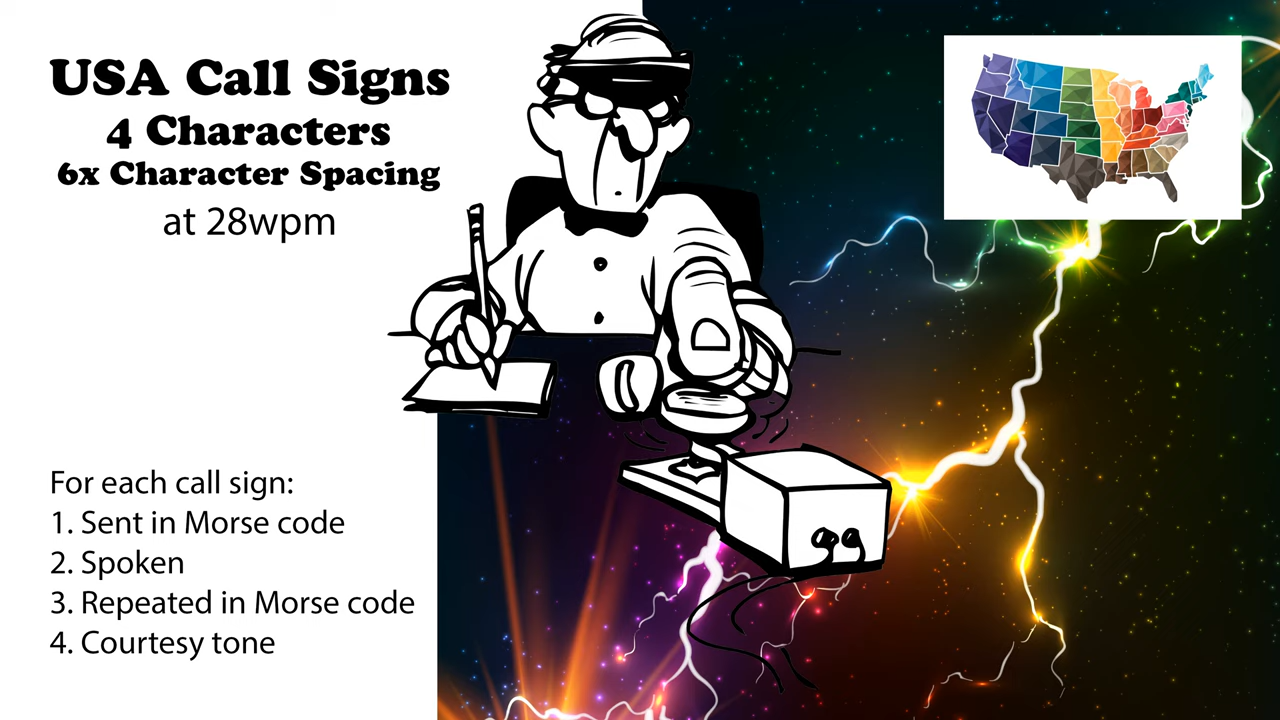 USA Call Signs
4 Characters
6x Character Spacing
at 28wpm
For each call sign:
1. Sent in Morse code
2. Spoken
3. Repeated in Morse code
4. Courtesy tone